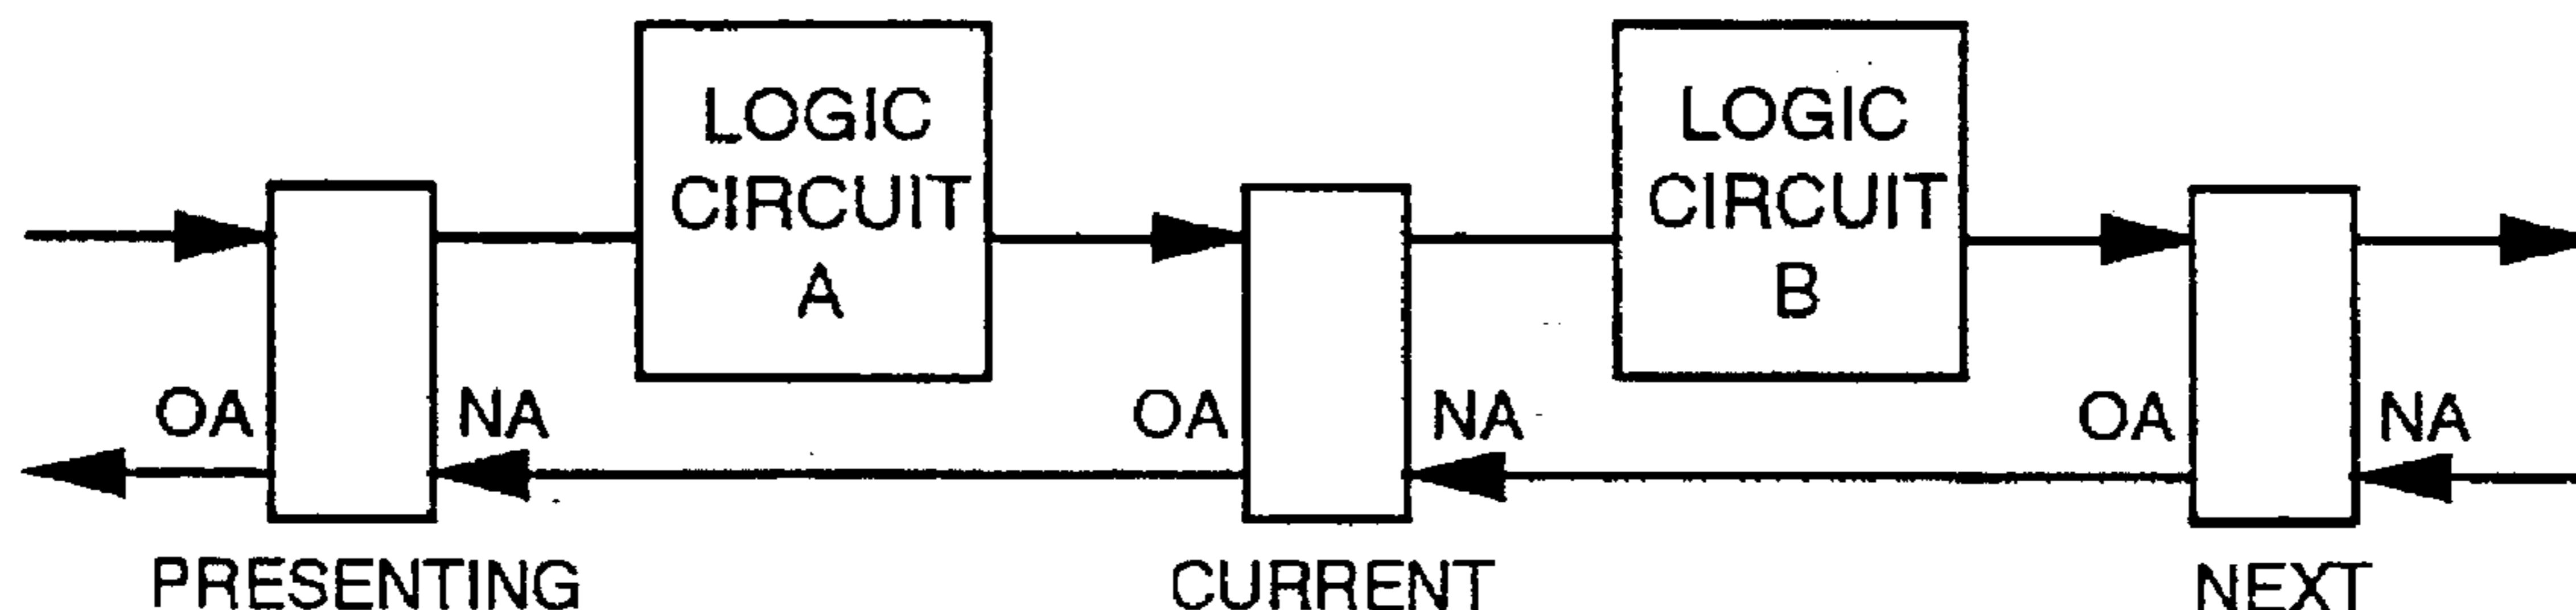 LOGIC
CIRCUIT
A
LOGIC
CIRCUIT
B
OA
NA
OA
NA
OA
NA
PRESENTING
CURRENT
NEXT